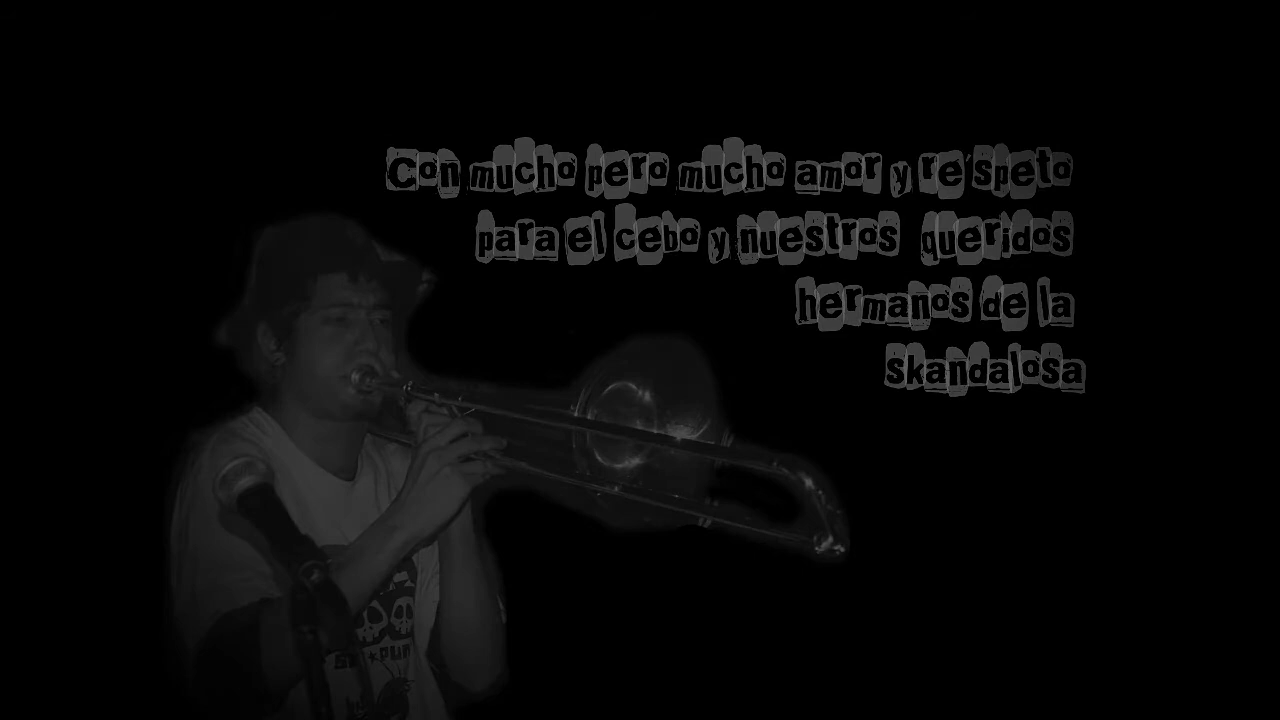 Con mucho pero mucho amor y re´speto
para el cebo y nuestros queridos
hermanos de la
skandalosa